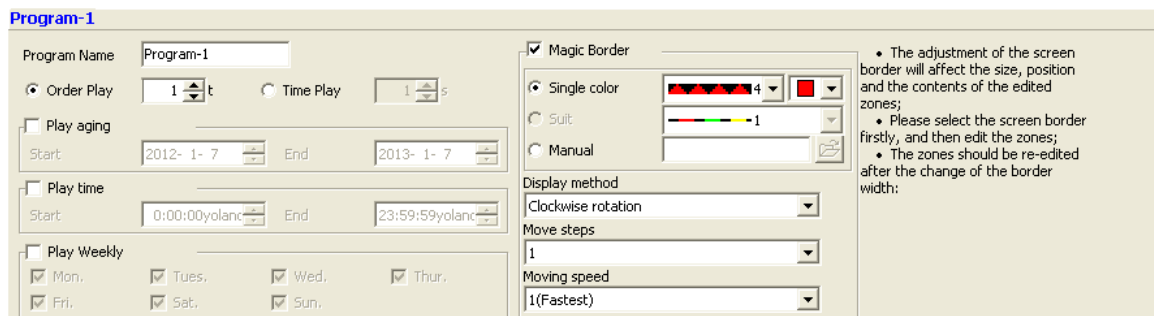 Program-1
Program Name
Program-1
Order Play
1
t
Time Play
1
s
Play aging
Start
2012- 1- 7
End
2013- 1- 7
Play time
Start
0:00:00yolanc
End
23:59:59yolanc
Play Weekly
Mon.
Tues.
Wed.
Thur.
Fri.
Sat.
Sun.
Magic Border
Single color
4
Suit
1
Manual
Display method
Clockwise rotation
Move steps
1
Moving speed
1(Fastest)
• The adjustment of the screen
border will affect the size, position
and the contents of the edited
zones;
• Please select the screen border
firstly, and then edit the zones;
• The zones should be re-edited
after the change of the border
width: